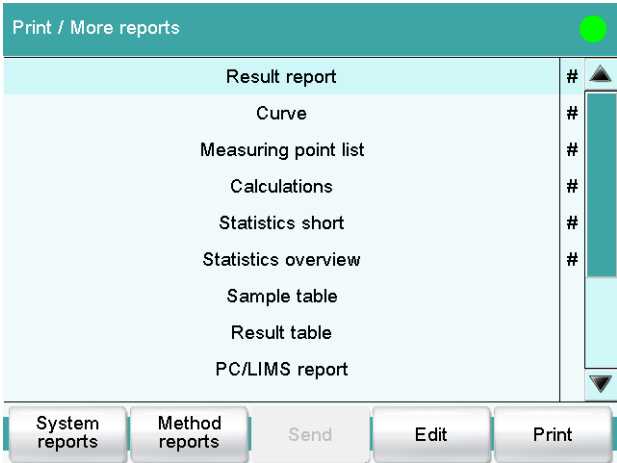 Print / More reports
Result report #
Curve #
Measuring point list #
Calculations #
Statistics short #
Statistics overview #
Sample table
Result table
PC/LIMS report
System reports
Method reports
Send
Edit
Print